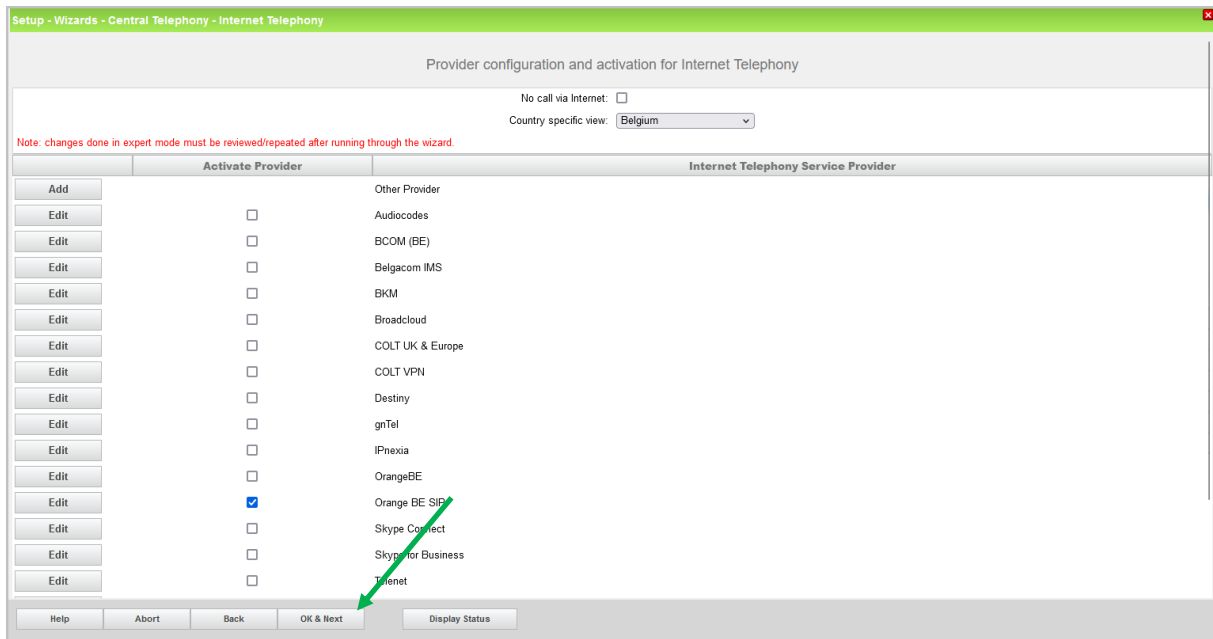 Setup - Wizards - Central Telephony - Internet Telephony
Provider configuration and activation for Internet Telephony
No call via Internet:
Country specific view: Belgium
Note: changes done in expert mode must be reviewed/repeated after running through the wizard.
Activate Provider Internet Telephony Service Provider
Add Other Provider
Edit Audiocodes
Edit BCOM (BE)
Edit Belgacom IMS
Edit BKM
Edit Broadcloud
Edit COLT UK & Europe
Edit COLT VPN
Edit Destiny
Edit gnTel
Edit IPnexia
Edit OrangeBE
Edit Orange BE SIP
Edit Skype Connect
Edit Skype for Business
Edit Telenet
Help Abort Back OK & Next Display Status